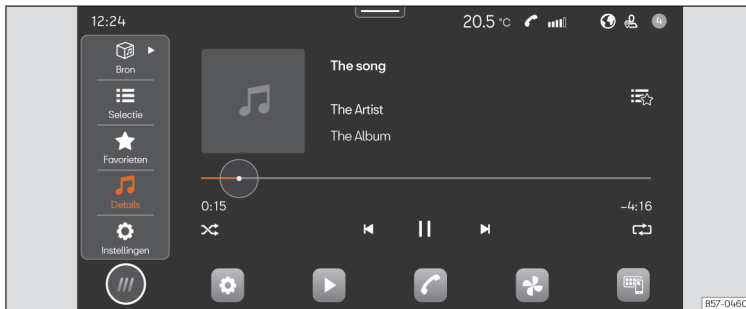 12:24
20.5 °C
4
Bron
Selectie
Favorieten
Details
Instellingen
The song
The Artist
The Album
0:15
-4:16
B57-0460